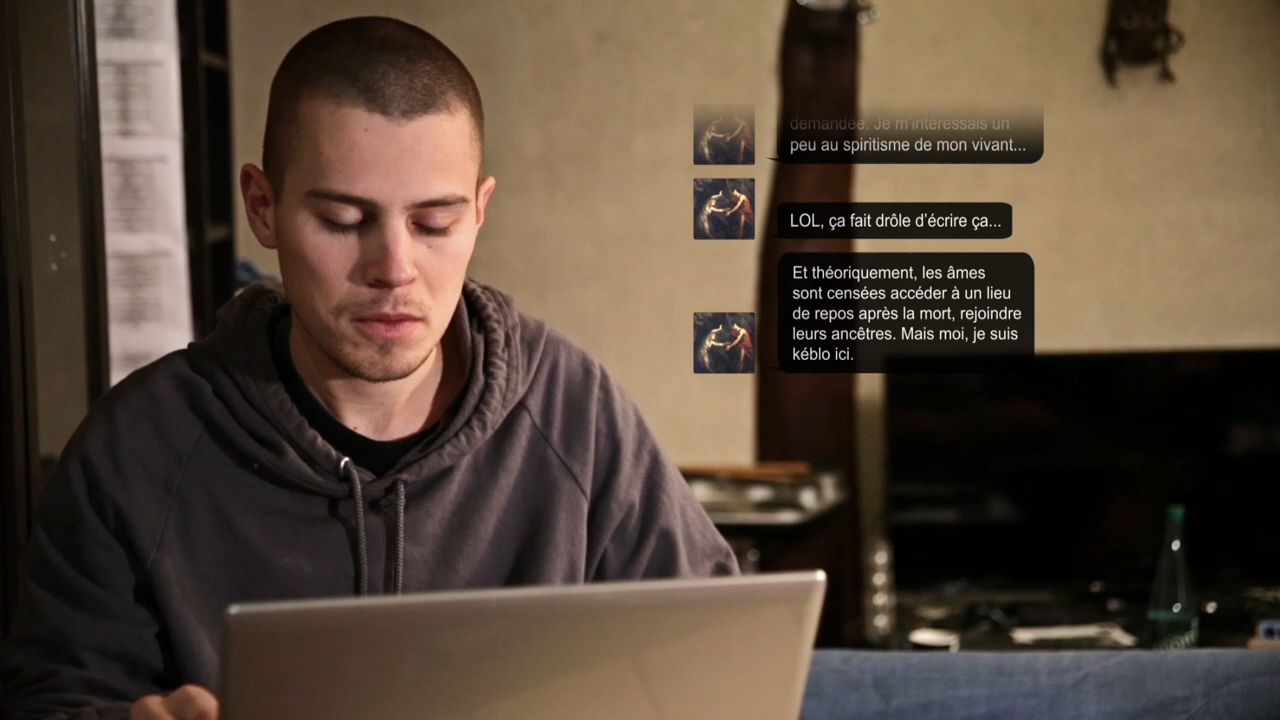 demandée. Je m'intéressais un
peu au spiritisme de mon vivant...
LOL, ça fait drôle d'écrire ça...
Et théoriquement, les âmes
sont censées accéder à un lieu
de repos après la mort, rejoindre
leurs ancêtres. Mais moi, je suis
kéblo ici.